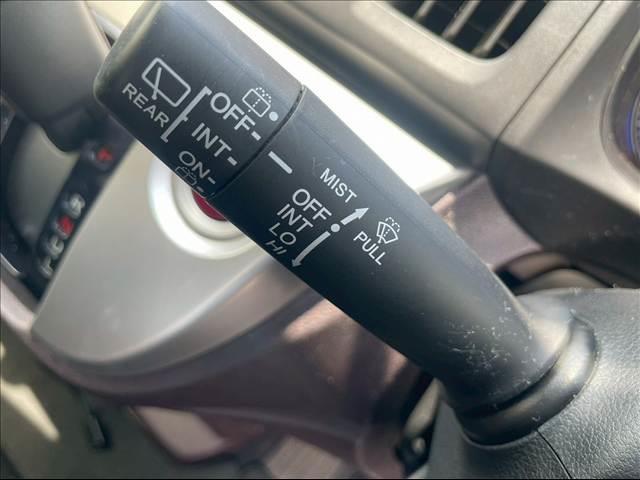 REAR
OFF
INT
ON
MIST
OFF
INT
LO
HI
PULL